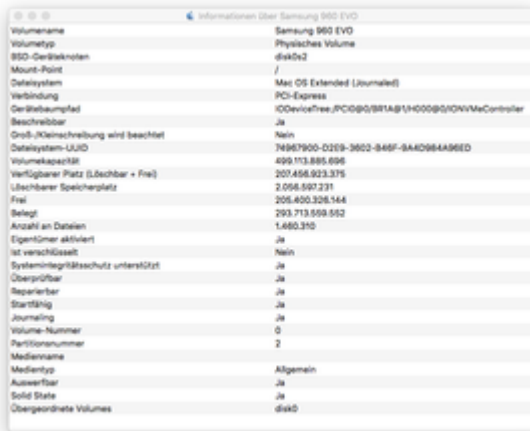 Informationen über Samsung 960 EVO
Volumename Samsung 960 EVO
Volumetyp Physisches Volume
BSD-Geräteknoten disk0s2
Mount-Point /
Dateisystem Mac OS Extended (Journaled)
Verbindung PCI-Express
Gerätebaumpfad IODeviceTree:/PCI0@0/BR1A@1/H000@0/IONVMeController
Beschreibbar Ja
Groß-/Kleinschreibung wird beachtet Nein
Dateisystem-UUID
Volumekapazität 499.113.885.696
Verfügbarer Platz (Löschbar + Frei) 207.456.923.375
Löschbarer Speicherplatz 2.056.597.231
Frei 205.400.326.144
Belegt 293.713.559.552
Anzahl an Dateien 1.460.310
Eigentümer aktiviert Ja
Ist verschlüsselt Nein
Systemintegritätsschutz unterstützt Ja
Überprüfbar Ja
Reparierbar Ja
Startfähig Ja
Journaling Ja
Volume-Nummer 0
Partitionsnummer 2
Medienname
Medientyp Allgemein
Auswerfbar Ja
Solid State Ja
Übergeordnete Volumes disk0